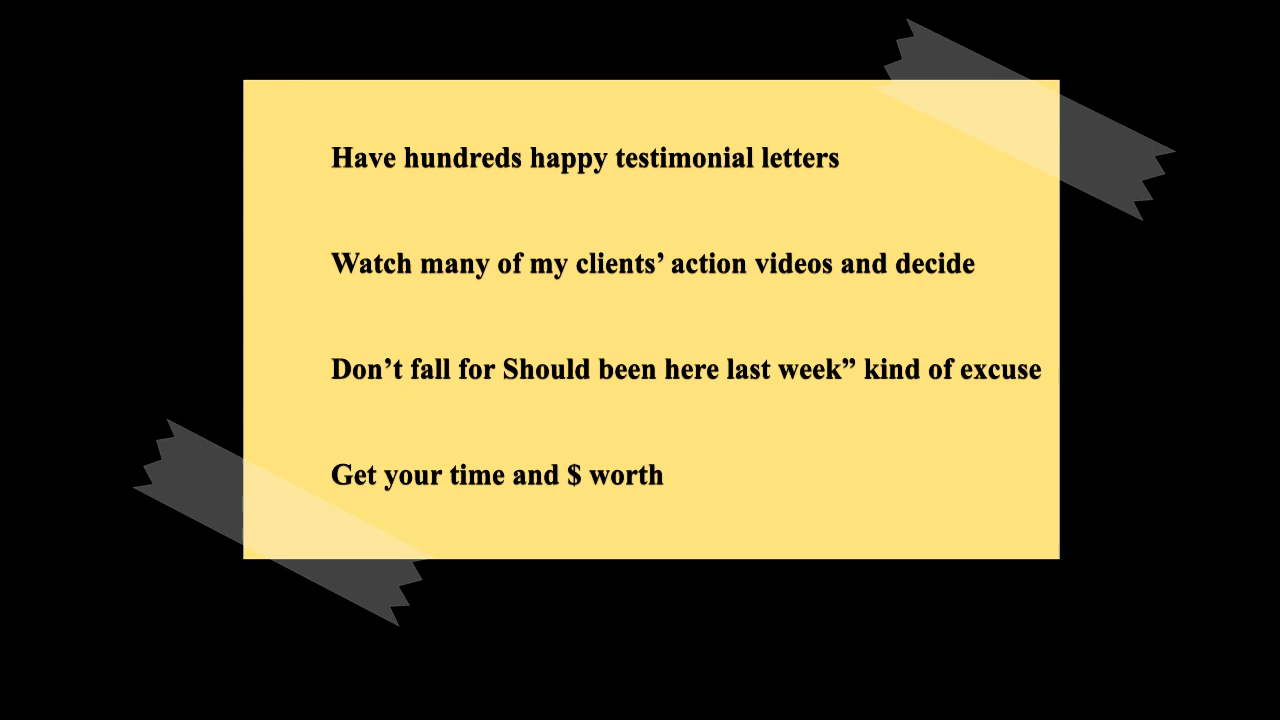 Have hundreds happy testimonial letters
Watch many of my clients’ action videos and decide
Don’t fall for Should been here last week” kind of excuse
Get your time and $ worth